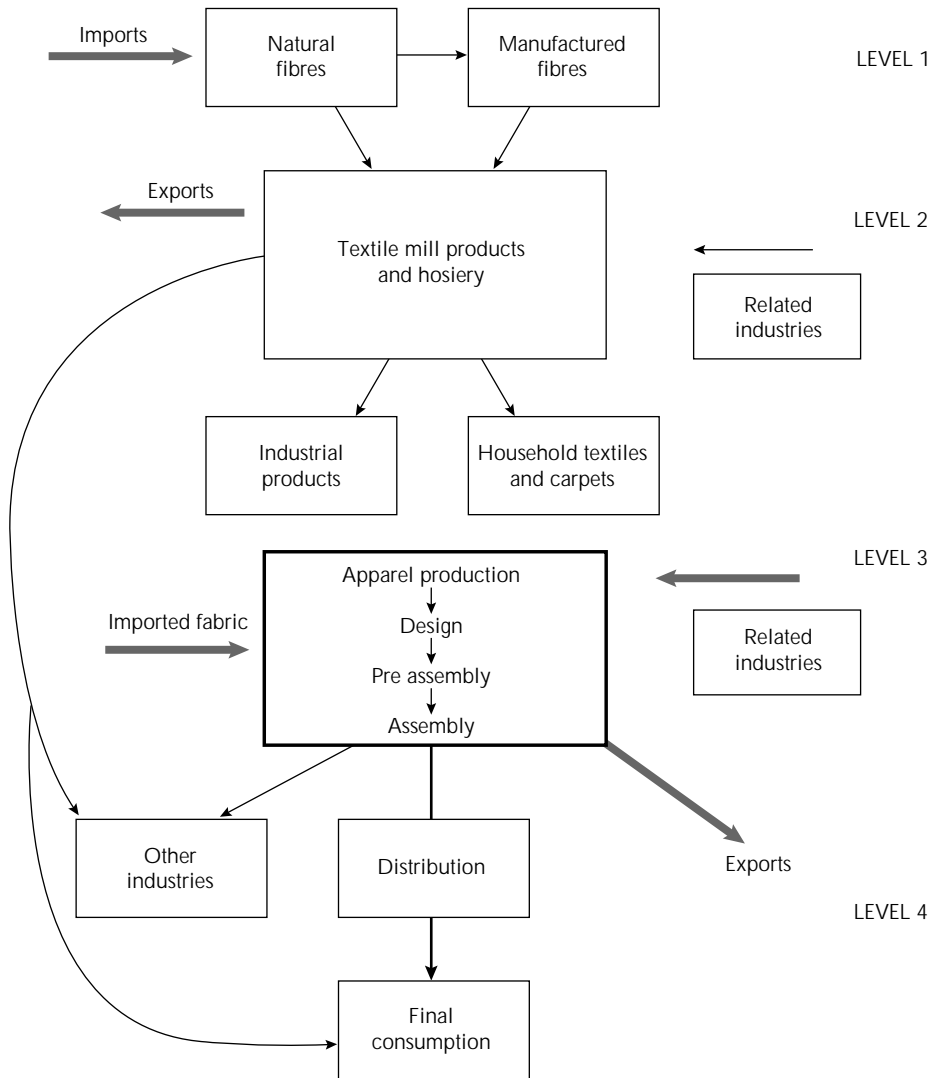 Imports
Natural
fibres
Manufactured
fibres
LEVEL 1
Exports
Textile mill products
and hosiery
LEVEL 2
Related
industries
Industrial
products
Household textiles
and carpets
LEVEL 3
Apparel production
Design
Pre assembly
Assembly
Imported fabric
Related
industries
Other
industries
Distribution
Exports
LEVEL 4
Final
consumption